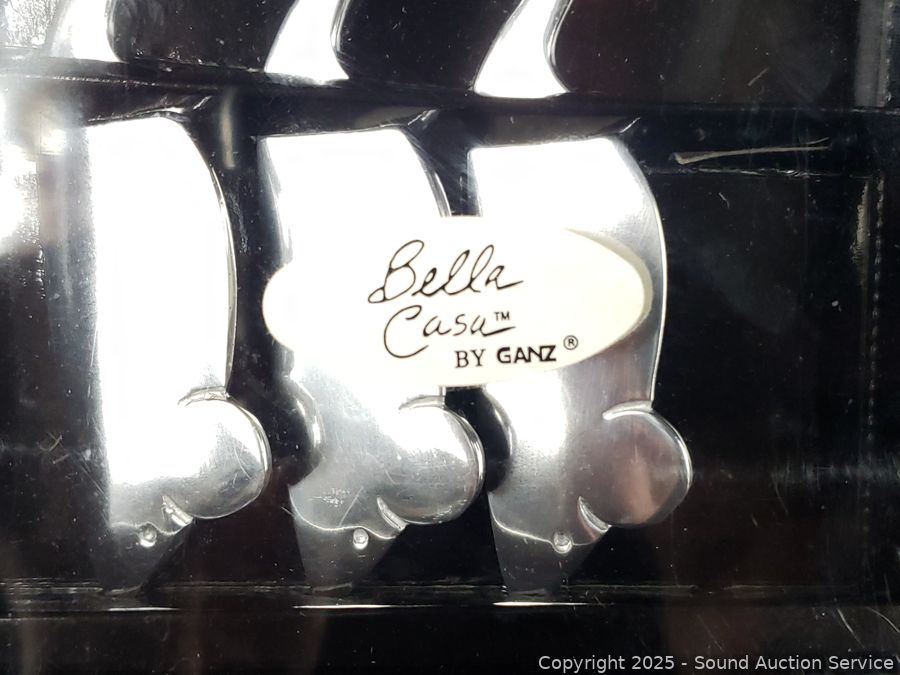 Bella
Casa™
BY GANZ®
Copyright 2025 - Sound Auction Service